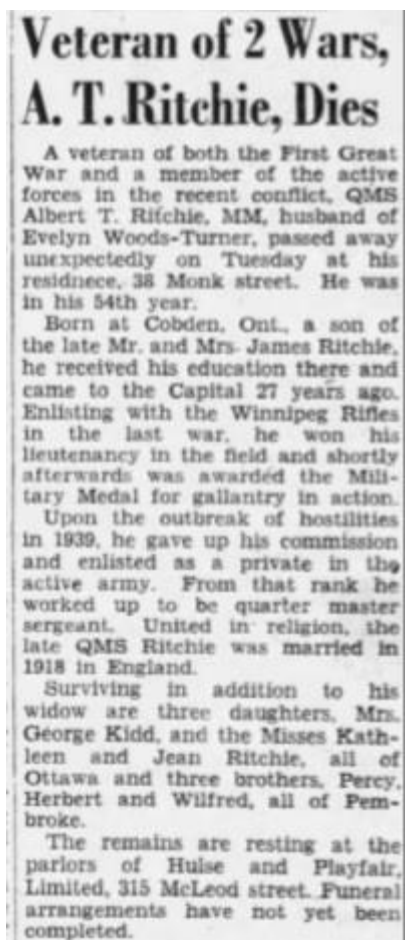 Veteran of 2 Wars,
A. T. Ritchie, Dies
A veteran of both the First Great
War and a member of the active
forces in the recent conflict, QMS
Albert T. Ritchie, MM, husband of
Evelyn Woods-Turner, passed away
unexpectedly on Tuesday at his
residnece, 38 Monk street. He was
in his 54th year.
Born at Cobden, Ont., a son of
the late Mr. and Mrs. James Ritchie,
he received his education there and
came to the Capital 27 years ago.
Enlisting with the Winnipeg Rifles
in the last war, he won his
lieutenancy in the field and shortly
afterwards was awarded the Mili-
tary Medal for gallantry in action.
Upon the outbreak of hostilities
in 1939, he gave up his commission
and enlisted as a private in the
active army. From that rank he
worked up to be quarter master
sergeant. United in religion, the
late QMS Ritchie was married in
1918 in England.
Surviving in addition to his
widow are three daughters, Mrs.
George Kidd, and the Misses Kath-
leen and Jean Ritchie, all of
Ottawa and three brothers, Percy,
Herbert and Wilfred, all of Pem-
broke.
The remains are resting at the
parlors of Hulse and Playfair,
Limited, 315 McLeod street. Funeral
arrangements have not yet been
completed.